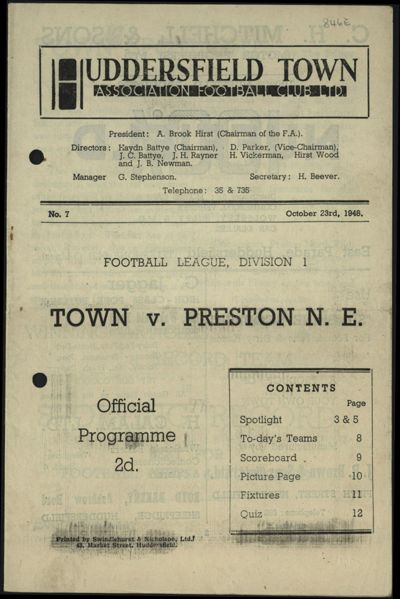 846E
HUDDERSFIELD TOWN
ASSOCIATION FOOTBALL CLUB LTD.
President: A. Brook Hirst (Chairman of the F.A.).
Directors: Haydn Battye (Chairman), D. Parker, (Vice-Chairman),
J. C. Battye, J. H. Rayner H. Vickerman, Hirst Wood
and J. B. Newman.
Manager G. Stephenson. Secretary: H. Beever.
Telephone: 35 & 735
No. 7 October 23rd, 1948.
FOOTBALL LEAGUE, DIVISION 1
TOWN v. PRESTON N. E.
Official
Programme
2d.
CONTENTS
Page
Spotlight 3 & 5
To-day's Teams 8
Scoreboard 9
Picture Page 10
Fixtures 11
Quiz 12
Printed by Swindlehurst & Nicholson, Ltd.
43, Market Street, Huddersfield.